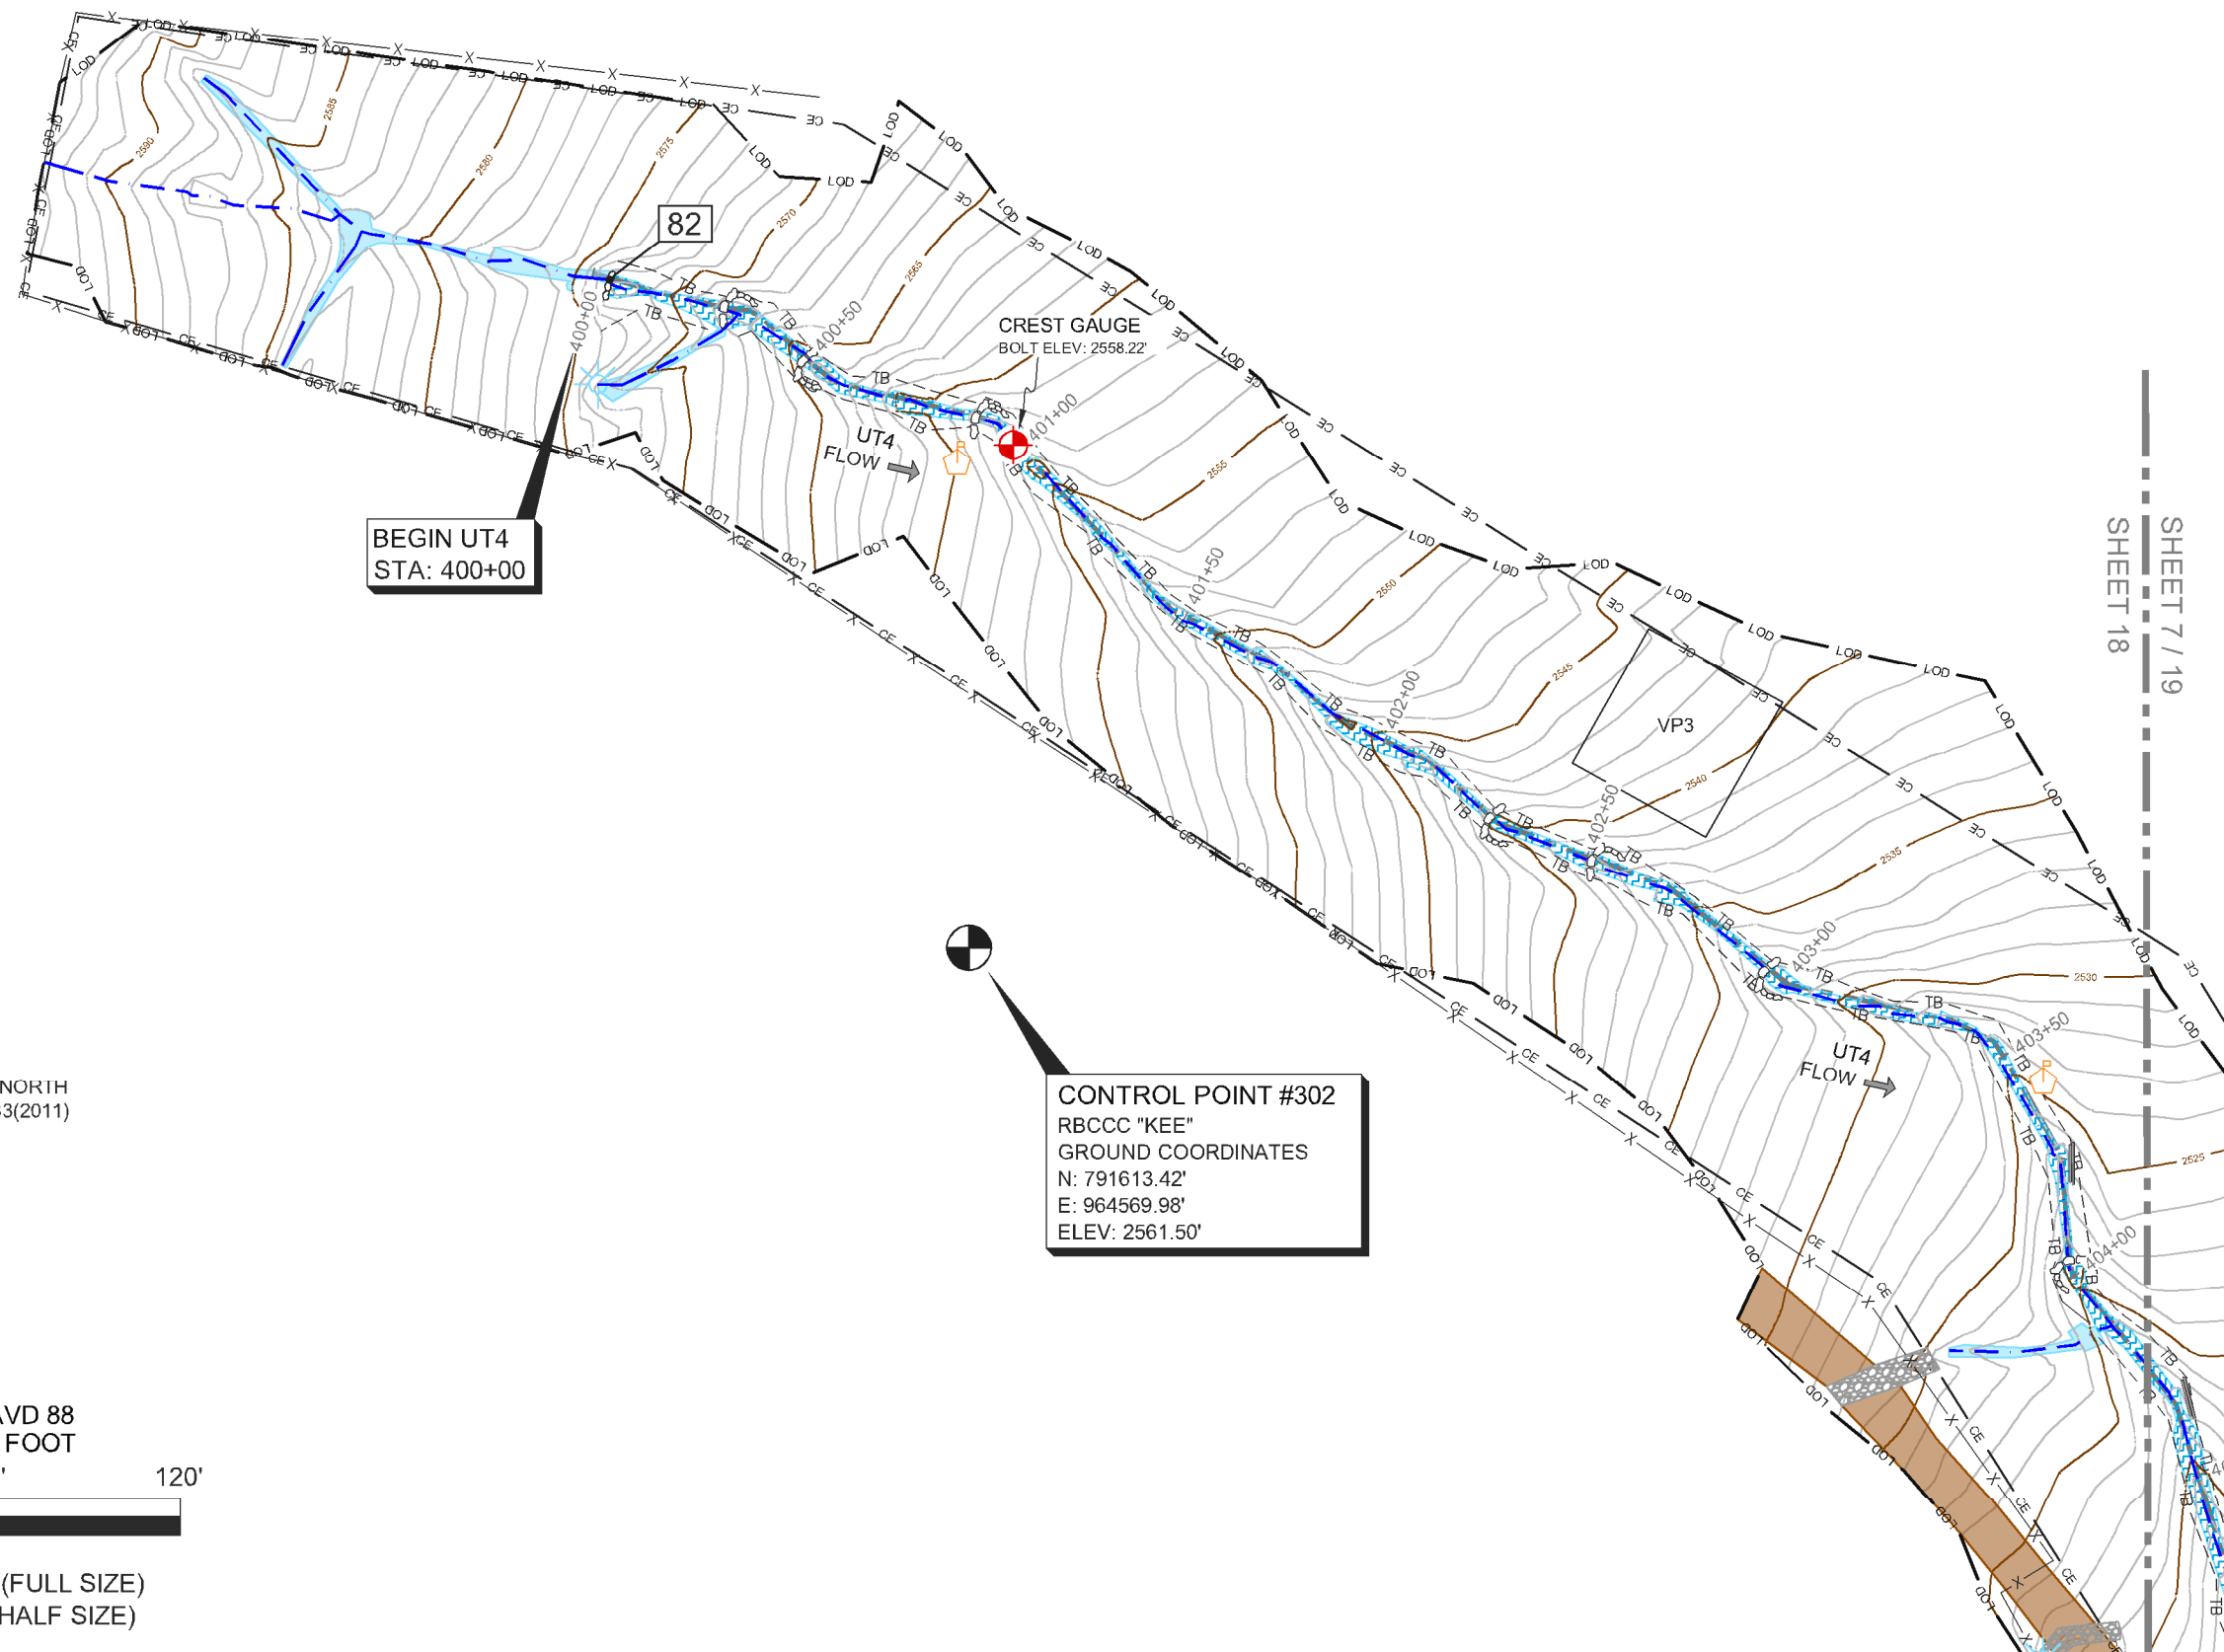 82
2590
2585
2580
2575
2570
2565
400+00
400+50
CREST GAUGE
BOLT ELEV: 2558.22'
401+00
UT4
FLOW
BEGIN UT4
STA: 400+00
2555
401+50
2550
402+00
2545
VP3
2540
402+50
2535
403+00
2530
403+50
UT4
FLOW
2525
404+00
SHEET 7 / 19
SHEET 18
CONTROL POINT #302
RBCCC "KEE"
GROUND COORDINATES
N: 791613.42'
E: 964569.98'
ELEV: 2561.50'
NORTH
3(2011)
AVD 88
FOOT
120'
(FULL SIZE)
HALF SIZE)
LOD
CE
X
TB